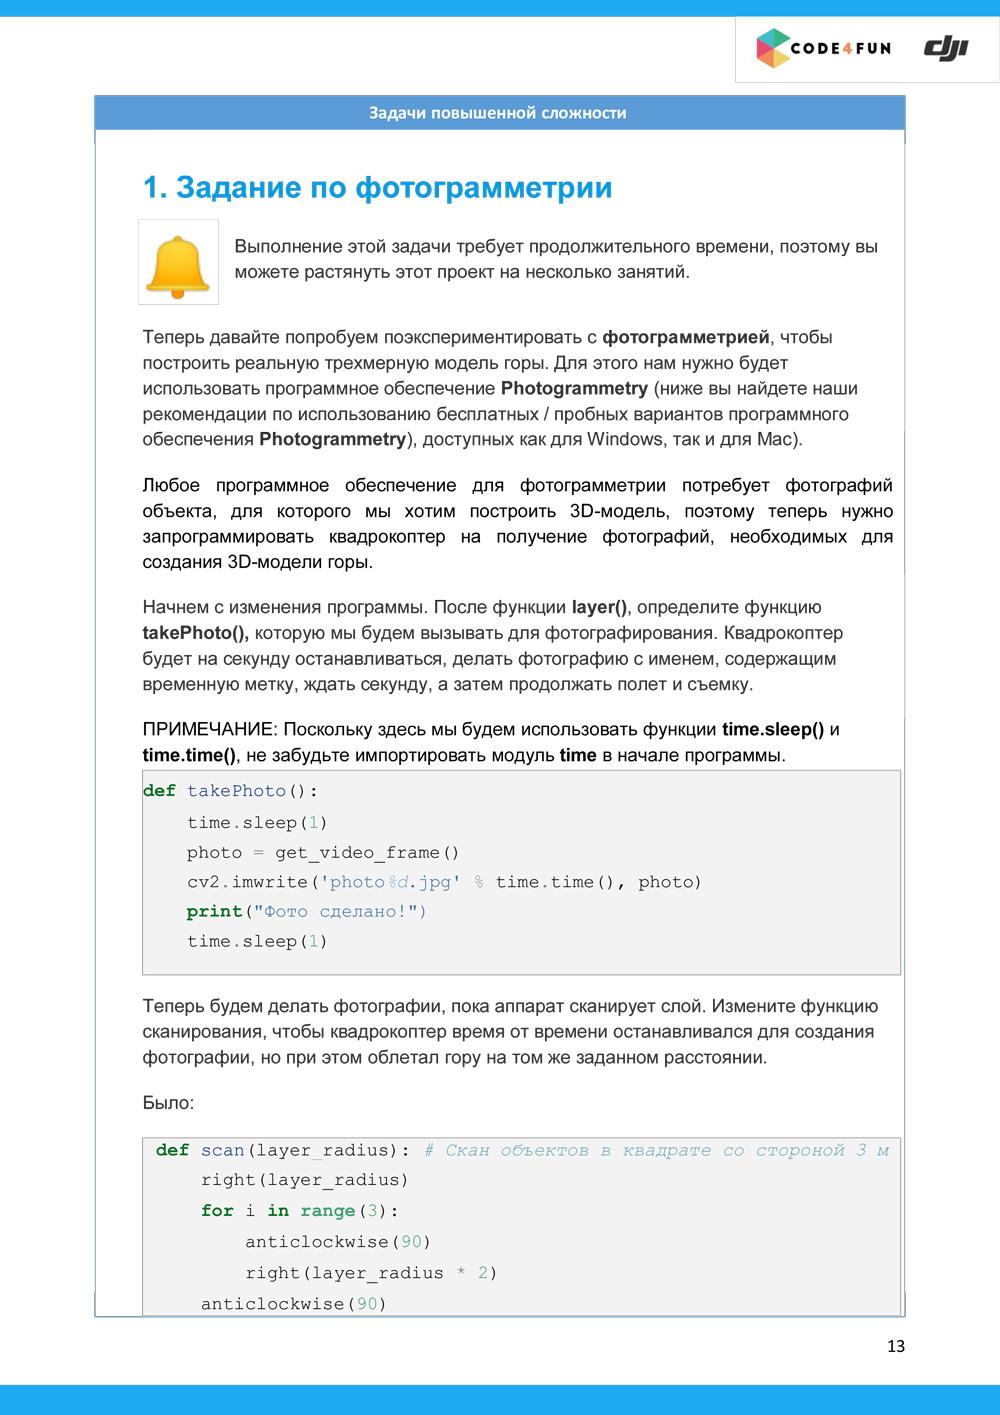 CODE4FUN dji
Задачи повышенной сложности
1. Задание по фотограмметрии
Выполнение этой задачи требует продолжительного времени, поэтому вы
можете растянуть этот проект на несколько занятий.
Теперь давайте попробуем поэкспериментировать с фотограмметрией, чтобы
построить реальную трехмерную модель горы. Для этого нам нужно будет
использовать программное обеспечение Photogrammetry (ниже вы найдете наши
рекомендации по использованию бесплатных / пробных вариантов программного
обеспечения Photogrammetry), доступных как для Windows, так и для Mac).
Любое программное обеспечение для фотограмметрии потребует фотографий
объекта, для которого мы хотим построить 3D-модель, поэтому теперь нужно
запрограммировать квадрокоптер на получение фотографий, необходимых для
создания 3D-модели горы.
Начнем с изменения программы. После функции layer(), определите функцию
takePhoto(), которую мы будем вызывать для фотографирования. Квадрокоптер
будет на секунду останавливаться, делать фотографию с именем, содержащим
временную метку, ждать секунду, а затем продолжать полет и съемку.
ПРИМЕЧАНИЕ: Поскольку здесь мы будем использовать функции time.sleep() и
time.time(), не забудьте импортировать модуль time в начале программы.
def takePhoto():
time.sleep(1)
photo = get_video_frame()
cv2.imwrite('photo%d.jpg' % time.time(), photo)
print("Фото сделано!")
time.sleep(1)
Теперь будем делать фотографии, пока аппарат сканирует слой. Измените функцию
сканирования, чтобы квадрокоптер время от времени останавливался для создания
фотографии, но при этом облетал гору на том же заданном расстоянии.
Было:
def scan(layer_radius): # Скан объектов в квадрате со стороной 3 м
right(layer_radius)
for i in range(3):
anticlockwise(90)
right(layer_radius * 2)
anticlockwise(90)
13